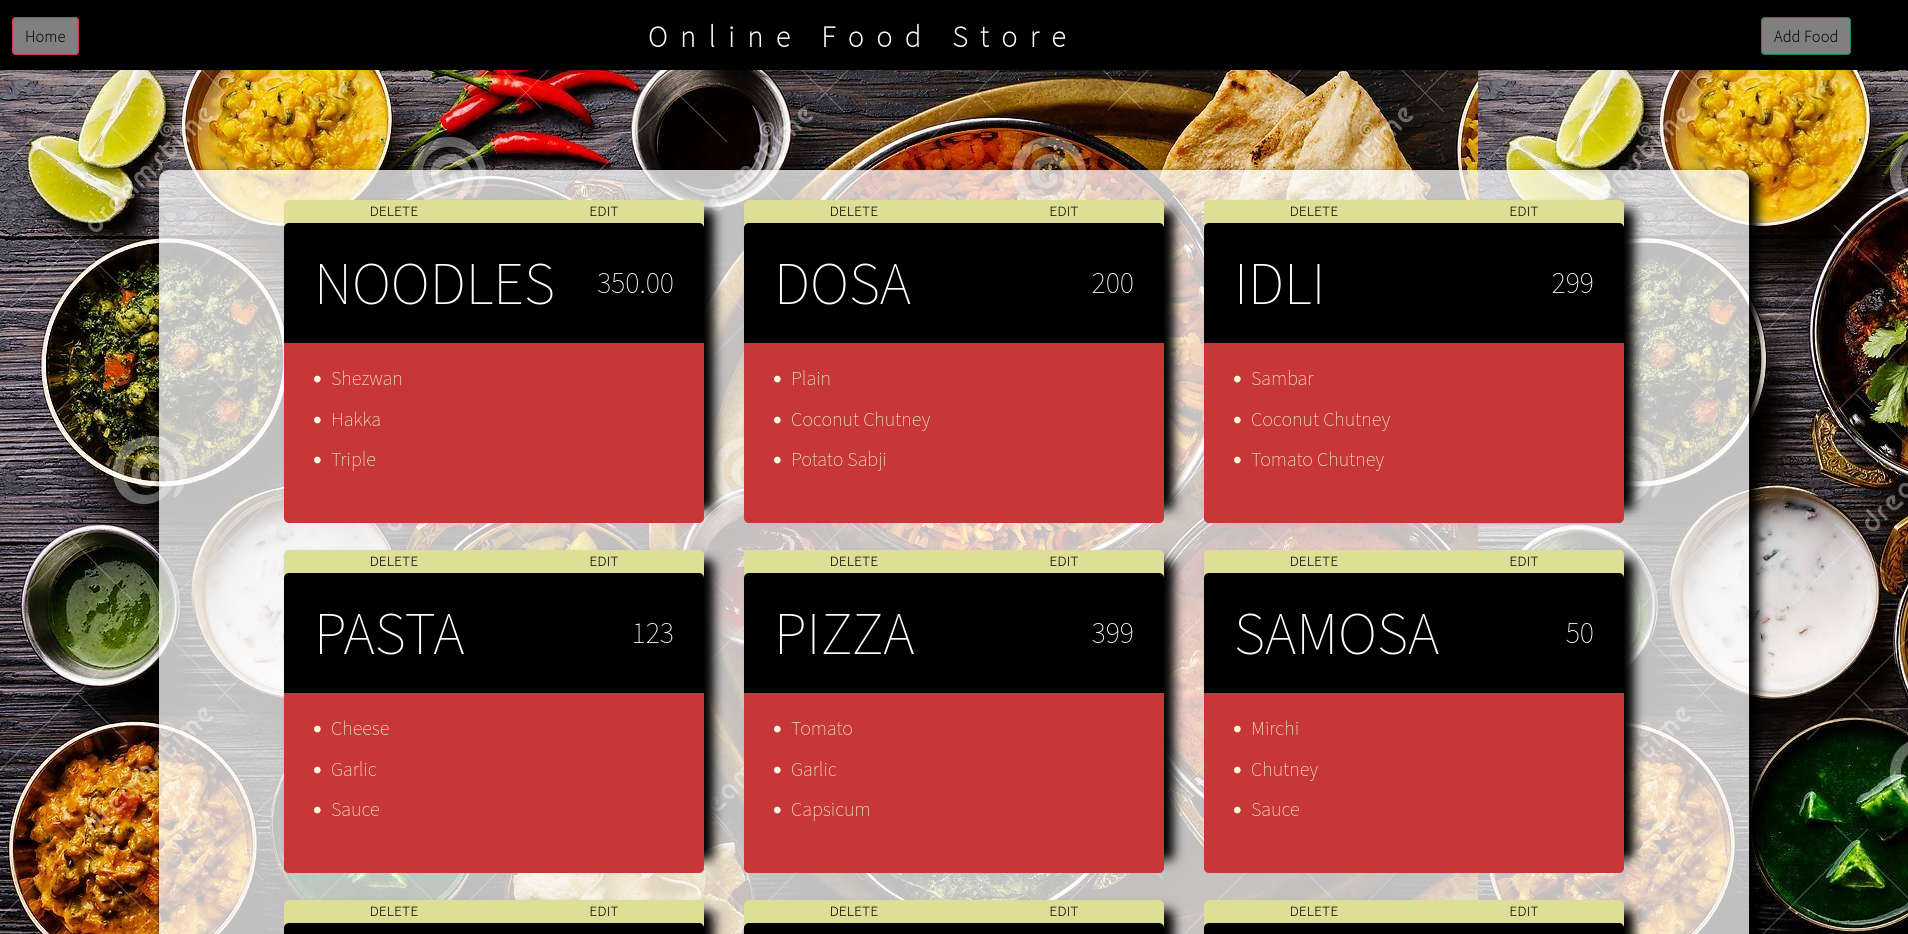 Home
Online Food Store
Add Food
DELETE EDIT
DELETE EDIT
DELETE EDIT
NOODLES 350.00
DOSA 200
IDLI 299
Shezwan
Hakka
Triple
Plain
Coconut Chutney
Potato Sabji
Sambar
Coconut Chutney
Tomato Chutney
DELETE EDIT
DELETE EDIT
DELETE EDIT
PASTA 123
PIZZA 399
SAMOSA 50
Cheese
Garlic
Sauce
Tomato
Garlic
Capsicum
Mirchi
Chutney
Sauce
DELETE EDIT
DELETE EDIT
DELETE EDIT